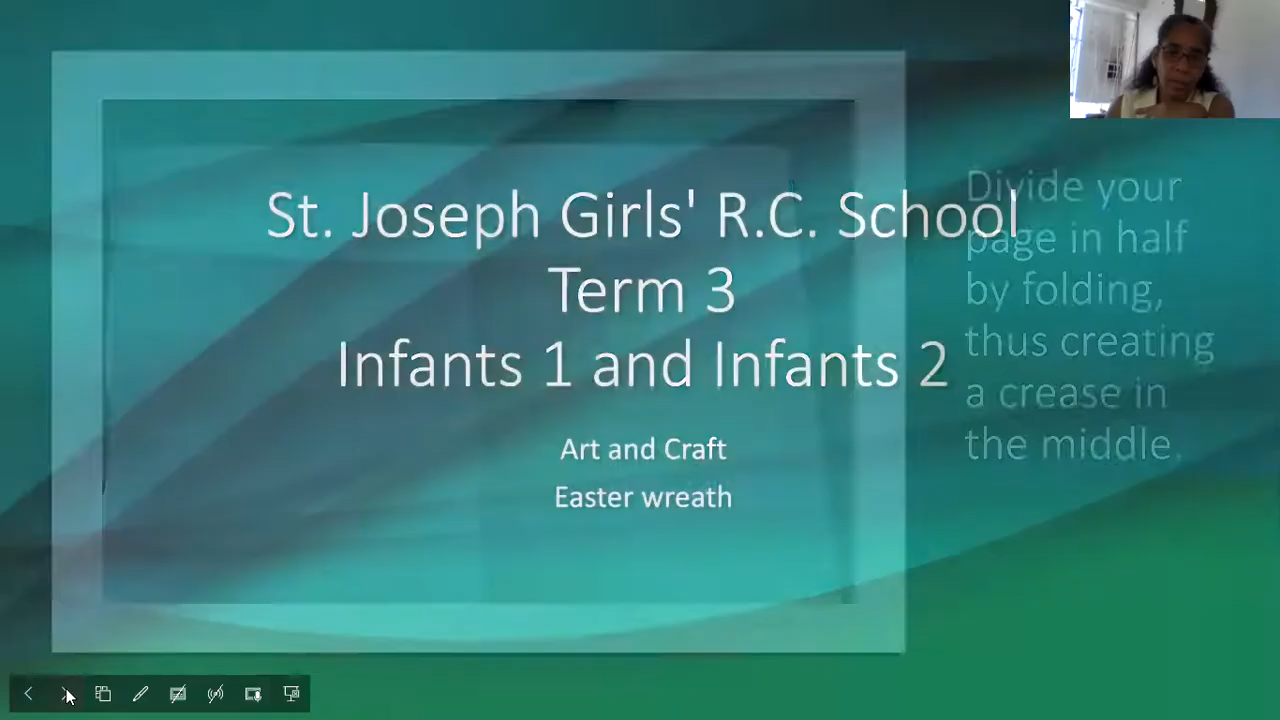 St. Joseph Girls' R.C. School
Term 3
Infants 1 and Infants 2
Art and Craft
Easter wreath
Divide your
page in half
by folding,
thus creating
a crease in
the middle.